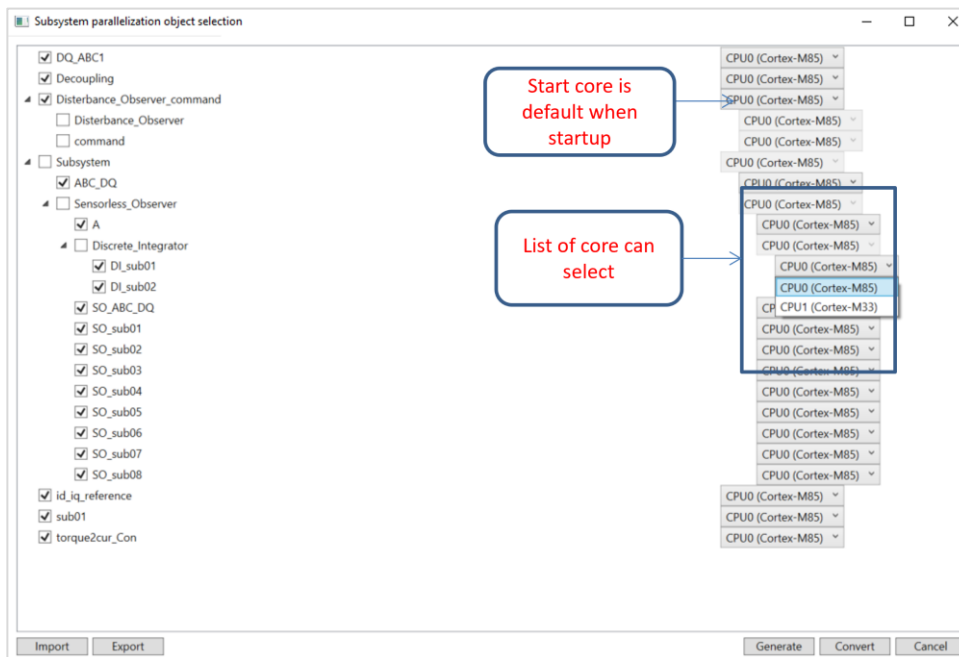 Subsystem parallelization object selection
DQ_ABC1 CPU0 (Cortex-M85)
Decoupling CPU0 (Cortex-M85)
Disterbance_Observer_command CPU0 (Cortex-M85)
Disterbance_Observer CPU0 (Cortex-M85)
command CPU0 (Cortex-M85)
Subsystem CPU0 (Cortex-M85)
ABC_DQ CPU0 (Cortex-M85)
Sensorless_Observer CPU0 (Cortex-M85)
A CPU0 (Cortex-M85)
Discrete_Integrator CPU0 (Cortex-M85)
DI_sub01 CPU0 (Cortex-M85)
DI_sub02 CPU0 (Cortex-M85)
SO_ABC_DQ CP CPU1 (Cortex-M33)
SO_sub01 CPU0 (Cortex-M85)
SO_sub02 CPU0 (Cortex-M85)
SO_sub03 CPU0 (Cortex-M85)
SO_sub04 CPU0 (Cortex-M85)
SO_sub05 CPU0 (Cortex-M85)
SO_sub06 CPU0 (Cortex-M85)
SO_sub07 CPU0 (Cortex-M85)
SO_sub08 CPU0 (Cortex-M85)
id_iq_reference CPU0 (Cortex-M85)
sub01 CPU0 (Cortex-M85)
torque2cur_Con CPU0 (Cortex-M85)
Start core is
default when
startup
List of core can
select
Import Export Generate Convert Cancel